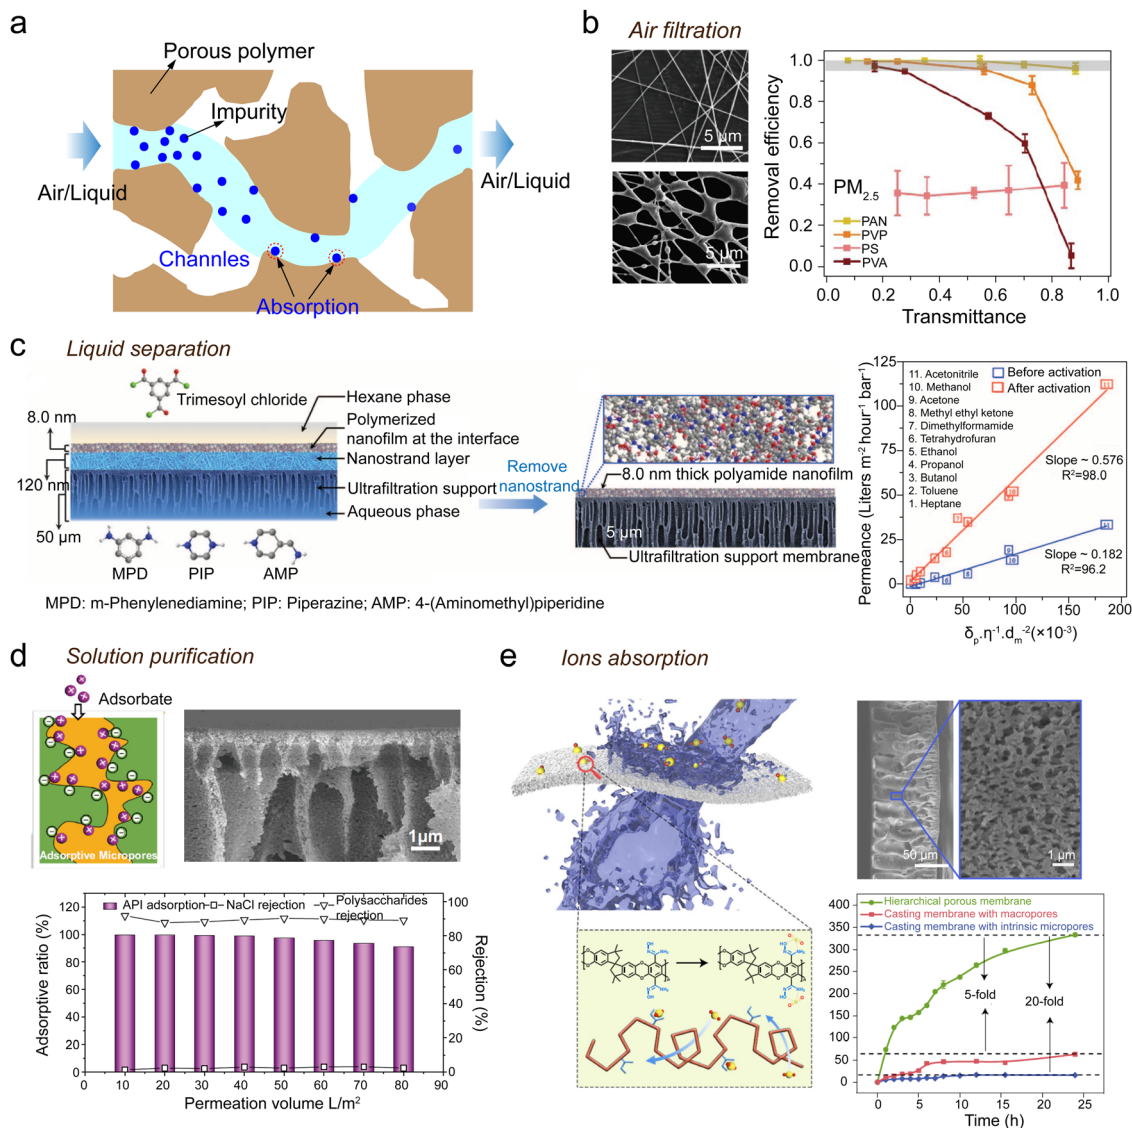 a
Porous polymer
Impurity
Air/Liquid
Air/Liquid
Channles
Absorption
b
Air filtration
5 µm
5 µm
Removal efficiency
1.0
0.8
0.6
0.4
0.2
0.0
PM2.5
PAN
PVP
PS
PVA
0.0 0.2 0.4 0.6 0.8 1.0
Transmittance
c
Liquid separation
Trimesoyl chloride
8.0 nm
120 nm
50 µm
Hexane phase
Polymerized
nanofilm at the interface
Nanostrand layer
Ultrafiltration support
Aqueous phase
MPD PIP AMP
Remove
nanostrand
8.0 nm thick polyamide nanofilm
5 µm
Ultrafiltration support membrane
MPD: m-Phenylenediamine; PIP: Piperazine; AMP: 4-(Aminomethyl)piperidine
Permeance (Liters m-2 hour-1 bar-1)
125
100
75
50
25
0
11. Acetonitrile
10. Methanol
9. Acetone
8. Methyl ethyl ketone
7. Dimethylformamide
6. Tetrahydrofuran
5. Ethanol
4. Propanol
3. Butanol
2. Toluene
1. Heptane
Before activation
After activation
Slope ~ 0.576
R2=98.0
Slope ~ 0.182
R2=96.2
0 50 100 150 200
δp.η-1.dm-2(×10-3)
d
Solution purification
Adsorbate
Adsorptive Micropores
1µm
API adsorption
NaCl rejection
Polysaccharides
rejection
Adsorptive ratio (%)
120
100
80
60
40
20
0
Rejection (%)
100
80
60
40
20
0
0 10 20 30 40 50 60 70 80 90
Permeation volume L/m2
e
Ions absorption
50 µm
1 µm
Hierarchical porous membrane
Casting membrane with macropores
Casting membrane with intrinsic micropores
400
350
300
250
200
150
100
50
0
5-fold
20-fold
0 5 10 15 20 25
Time (h)